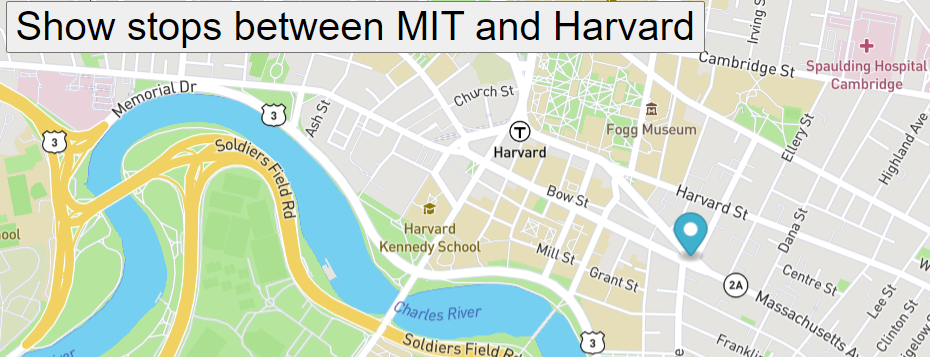 Show stops between MIT and Harvard
Irving St
Cambridge St
Spaulding Hospital
Cambridge
Memorial Dr
3
Church St
3
Ash St
Fogg Museum
Ellery St
Highland Ave
3
Soldiers Field Rd
T
Harvard
Bow St
Harvard St
Harvard
Kennedy School
Dana St
Mill St
Grant St
Centre St
2A
Massachusetts A
Lee St
Clinton St
Charles River
Soldiers Field Rd
3
Frankli